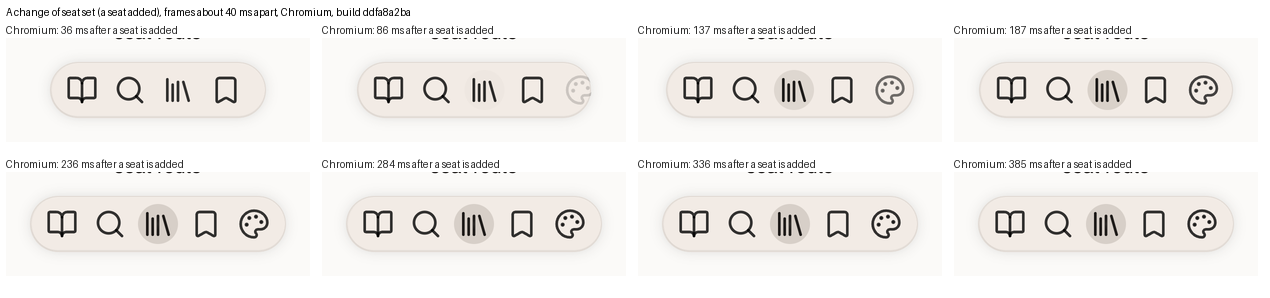 A change of seat set (a seat added), frames about 40 ms apart, Chromium, build ddfa8a2ba
Chromium: 36 ms after a seat is added
Chromium: 86 ms after a seat is added
Chromium: 137 ms after a seat is added
Chromium: 187 ms after a seat is added
Chromium: 236 ms after a seat is added
Chromium: 284 ms after a seat is added
Chromium: 336 ms after a seat is added
Chromium: 385 ms after a seat is added